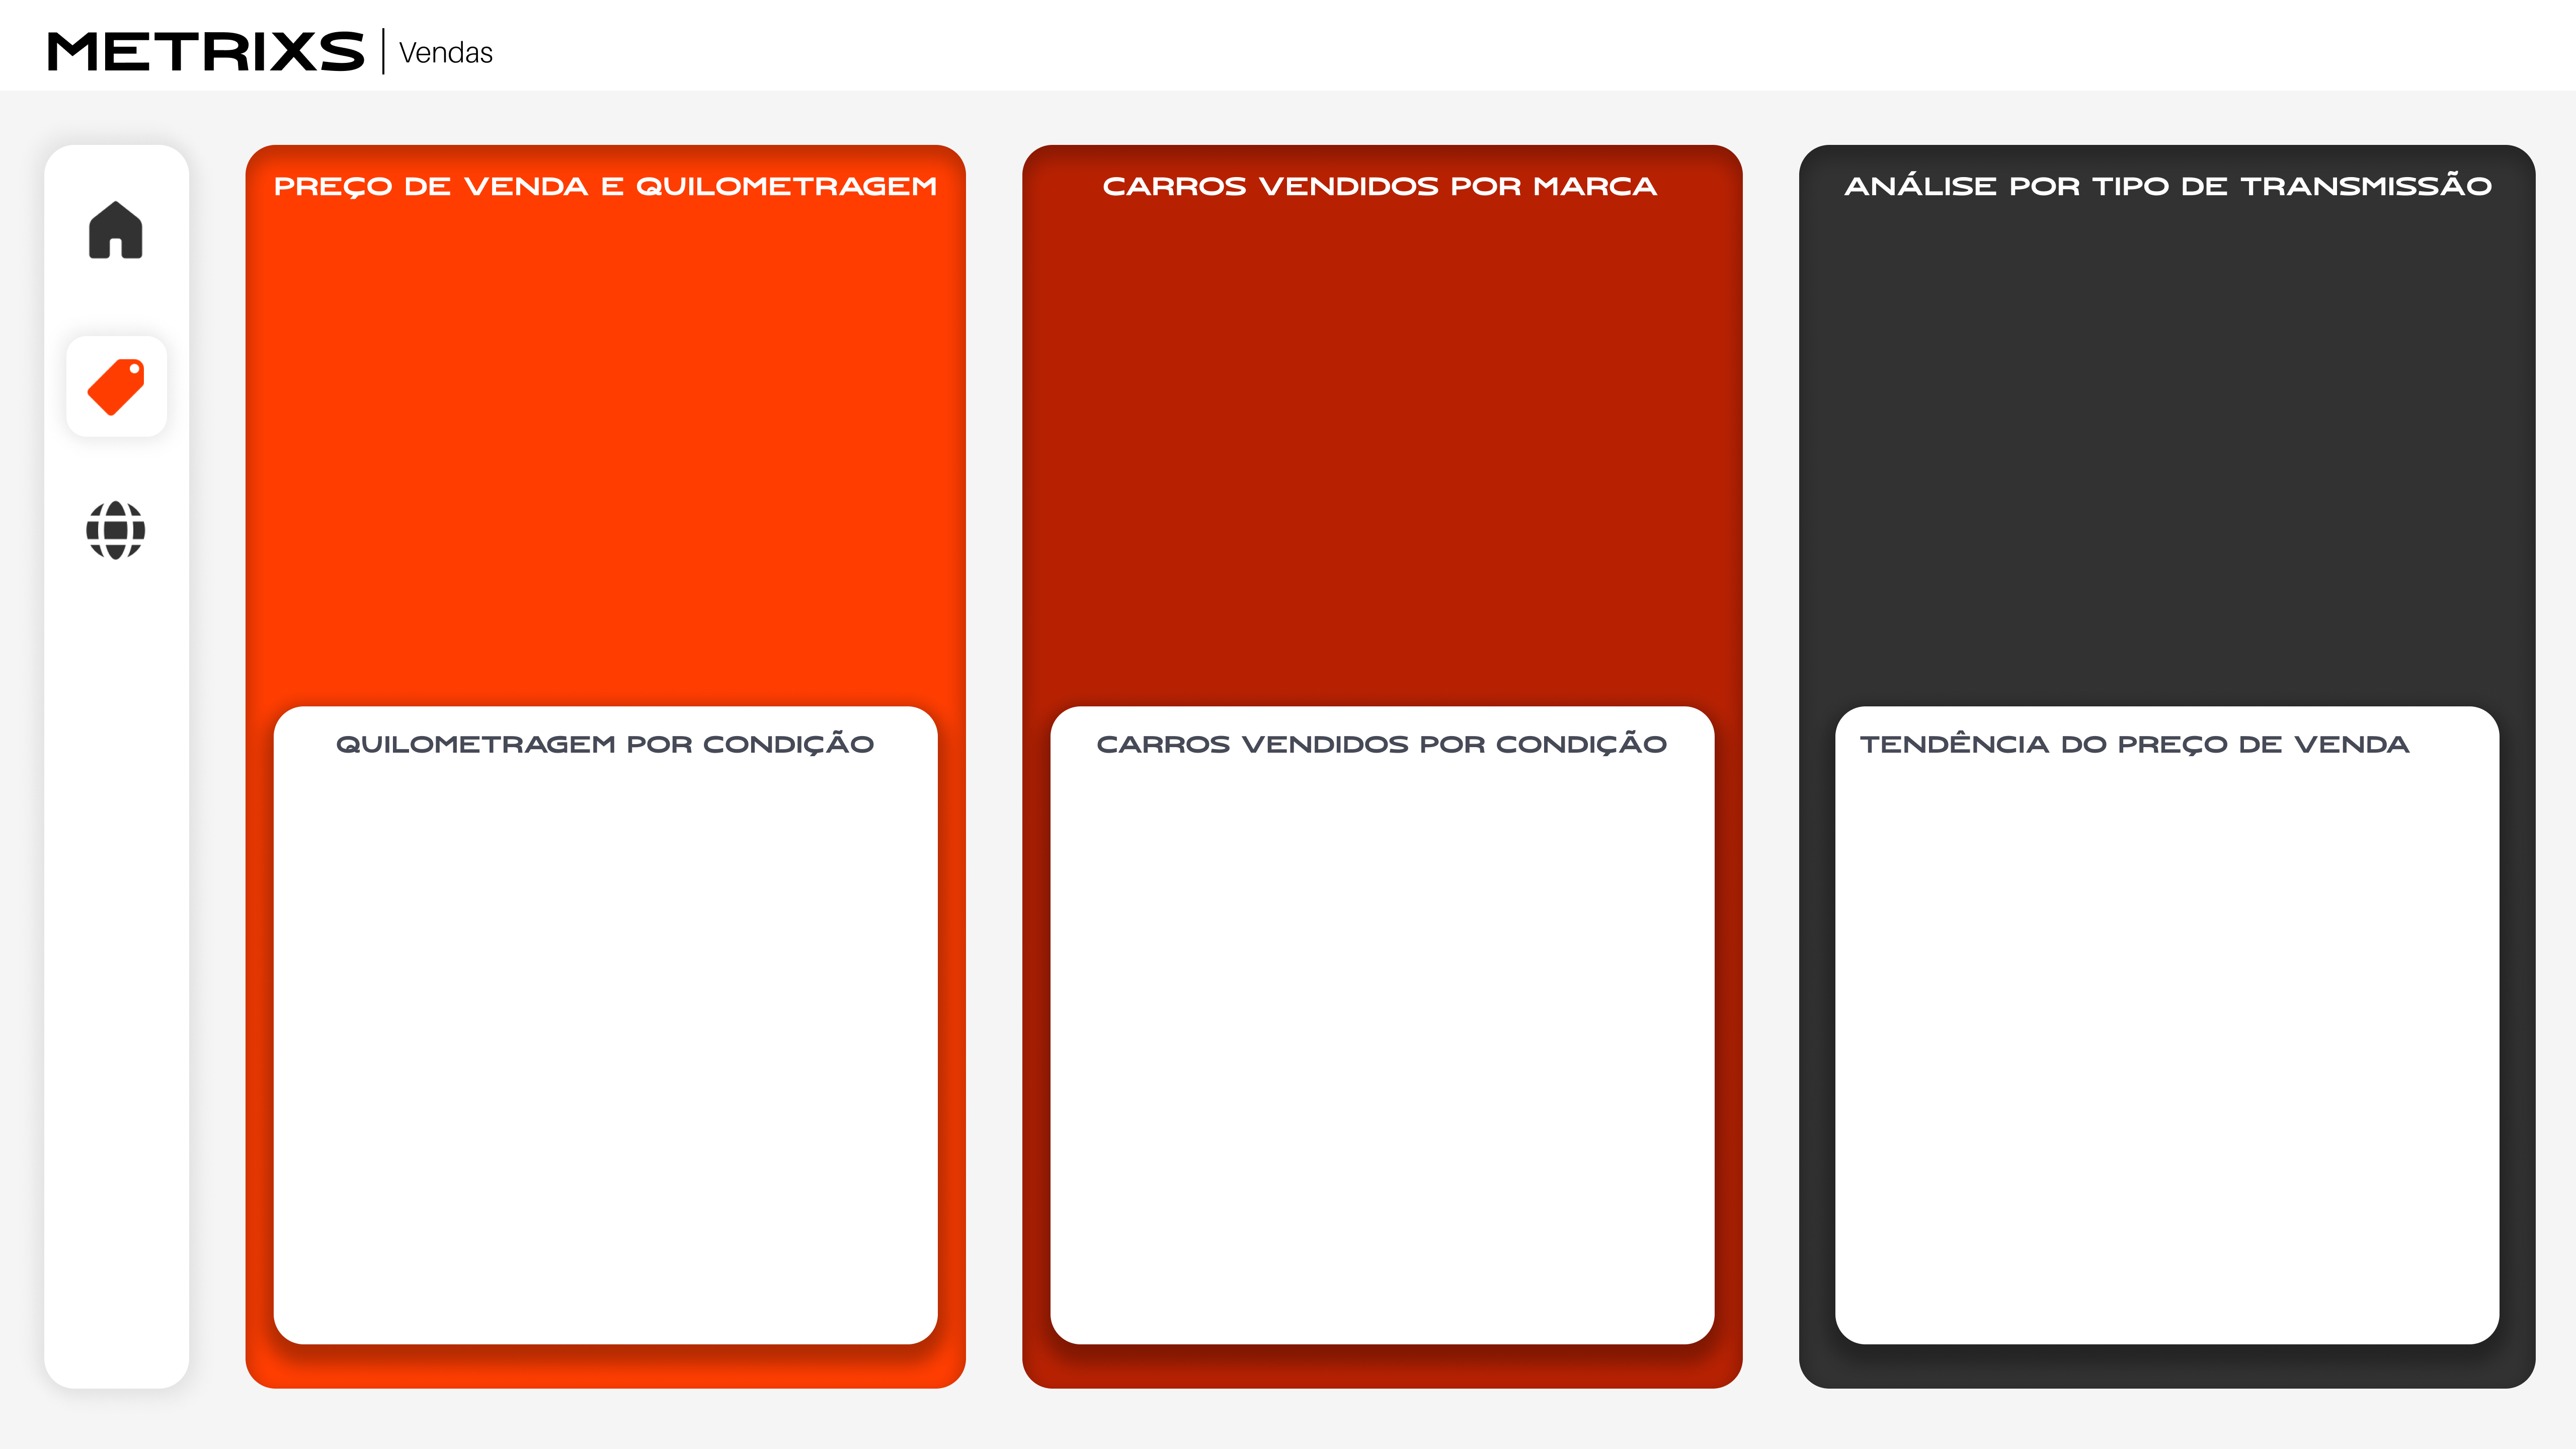 METRIXS | Vendas
PREÇO DE VENDA E QUILOMETRAGEM
CARROS VENDIDOS POR MARCA
ANÁLISE POR TIPO DE TRANSMISSÃO
QUILOMETRAGEM POR CONDIÇÃO
CARROS VENDIDOS POR CONDIÇÃO
TENDÊNCIA DO PREÇO DE VENDA